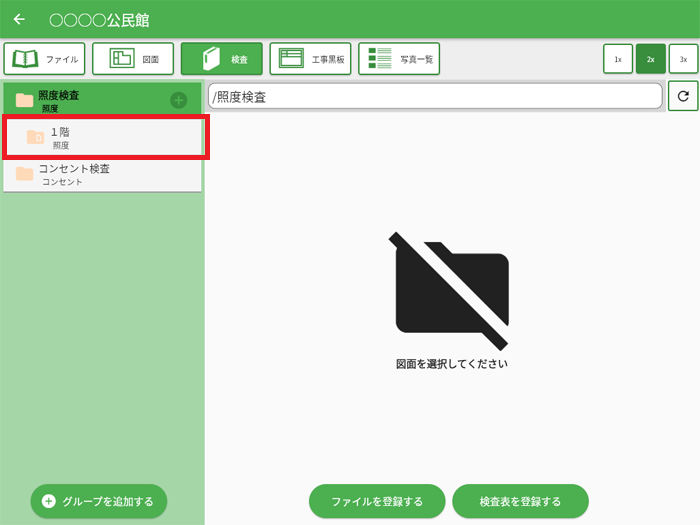 ○○○○公民館
ファイル
図面
検査
工事黒板
写真一覧
1x
2x
3x
照度検査
照度
/照度検査
１階
照度
コンセント検査
コンセント
図面を選択してください
グループを追加する
ファイルを登録する
検査表を登録する